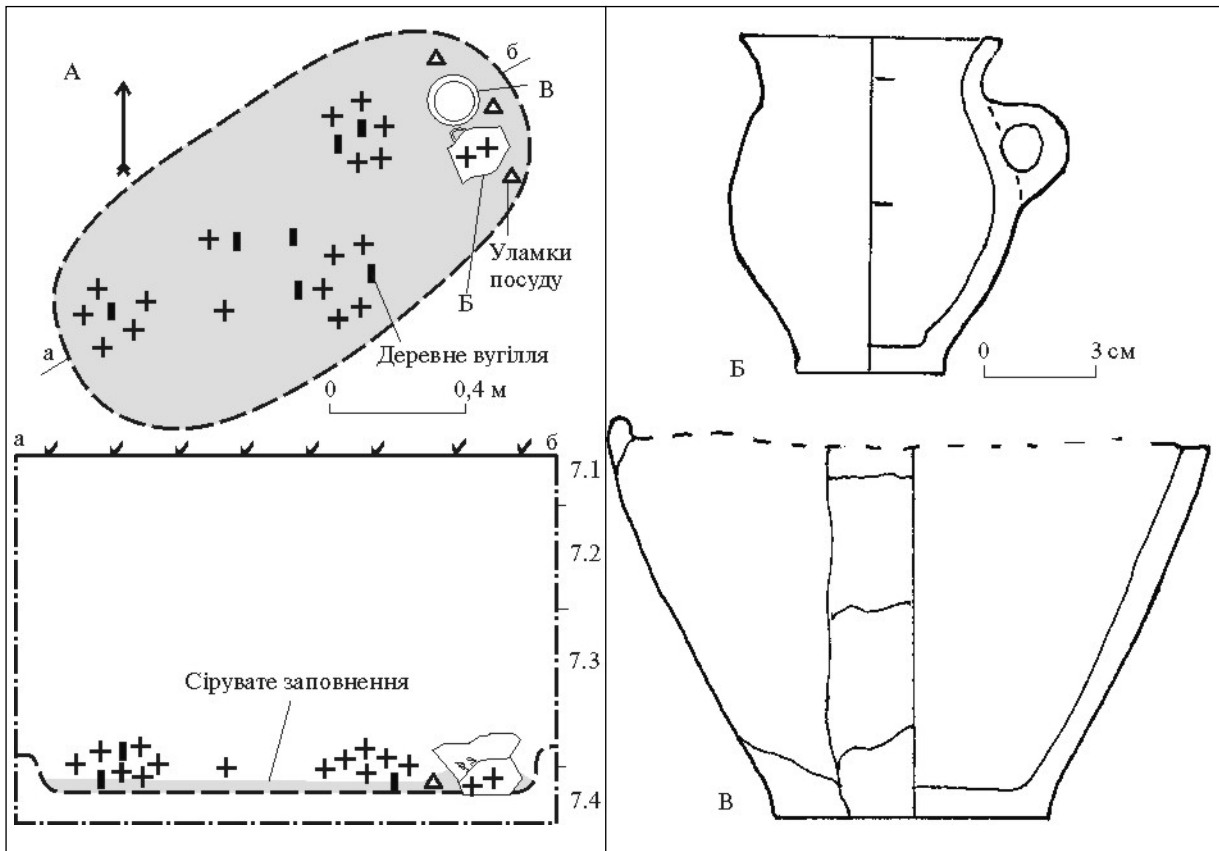 А
б
В
Уламки
посуду
Б
а
Деревне вугілля
0 0,4 м
а б
7.1
7.2
7.3
Сірувате заповнення
7.4
Б
0 3 см
В